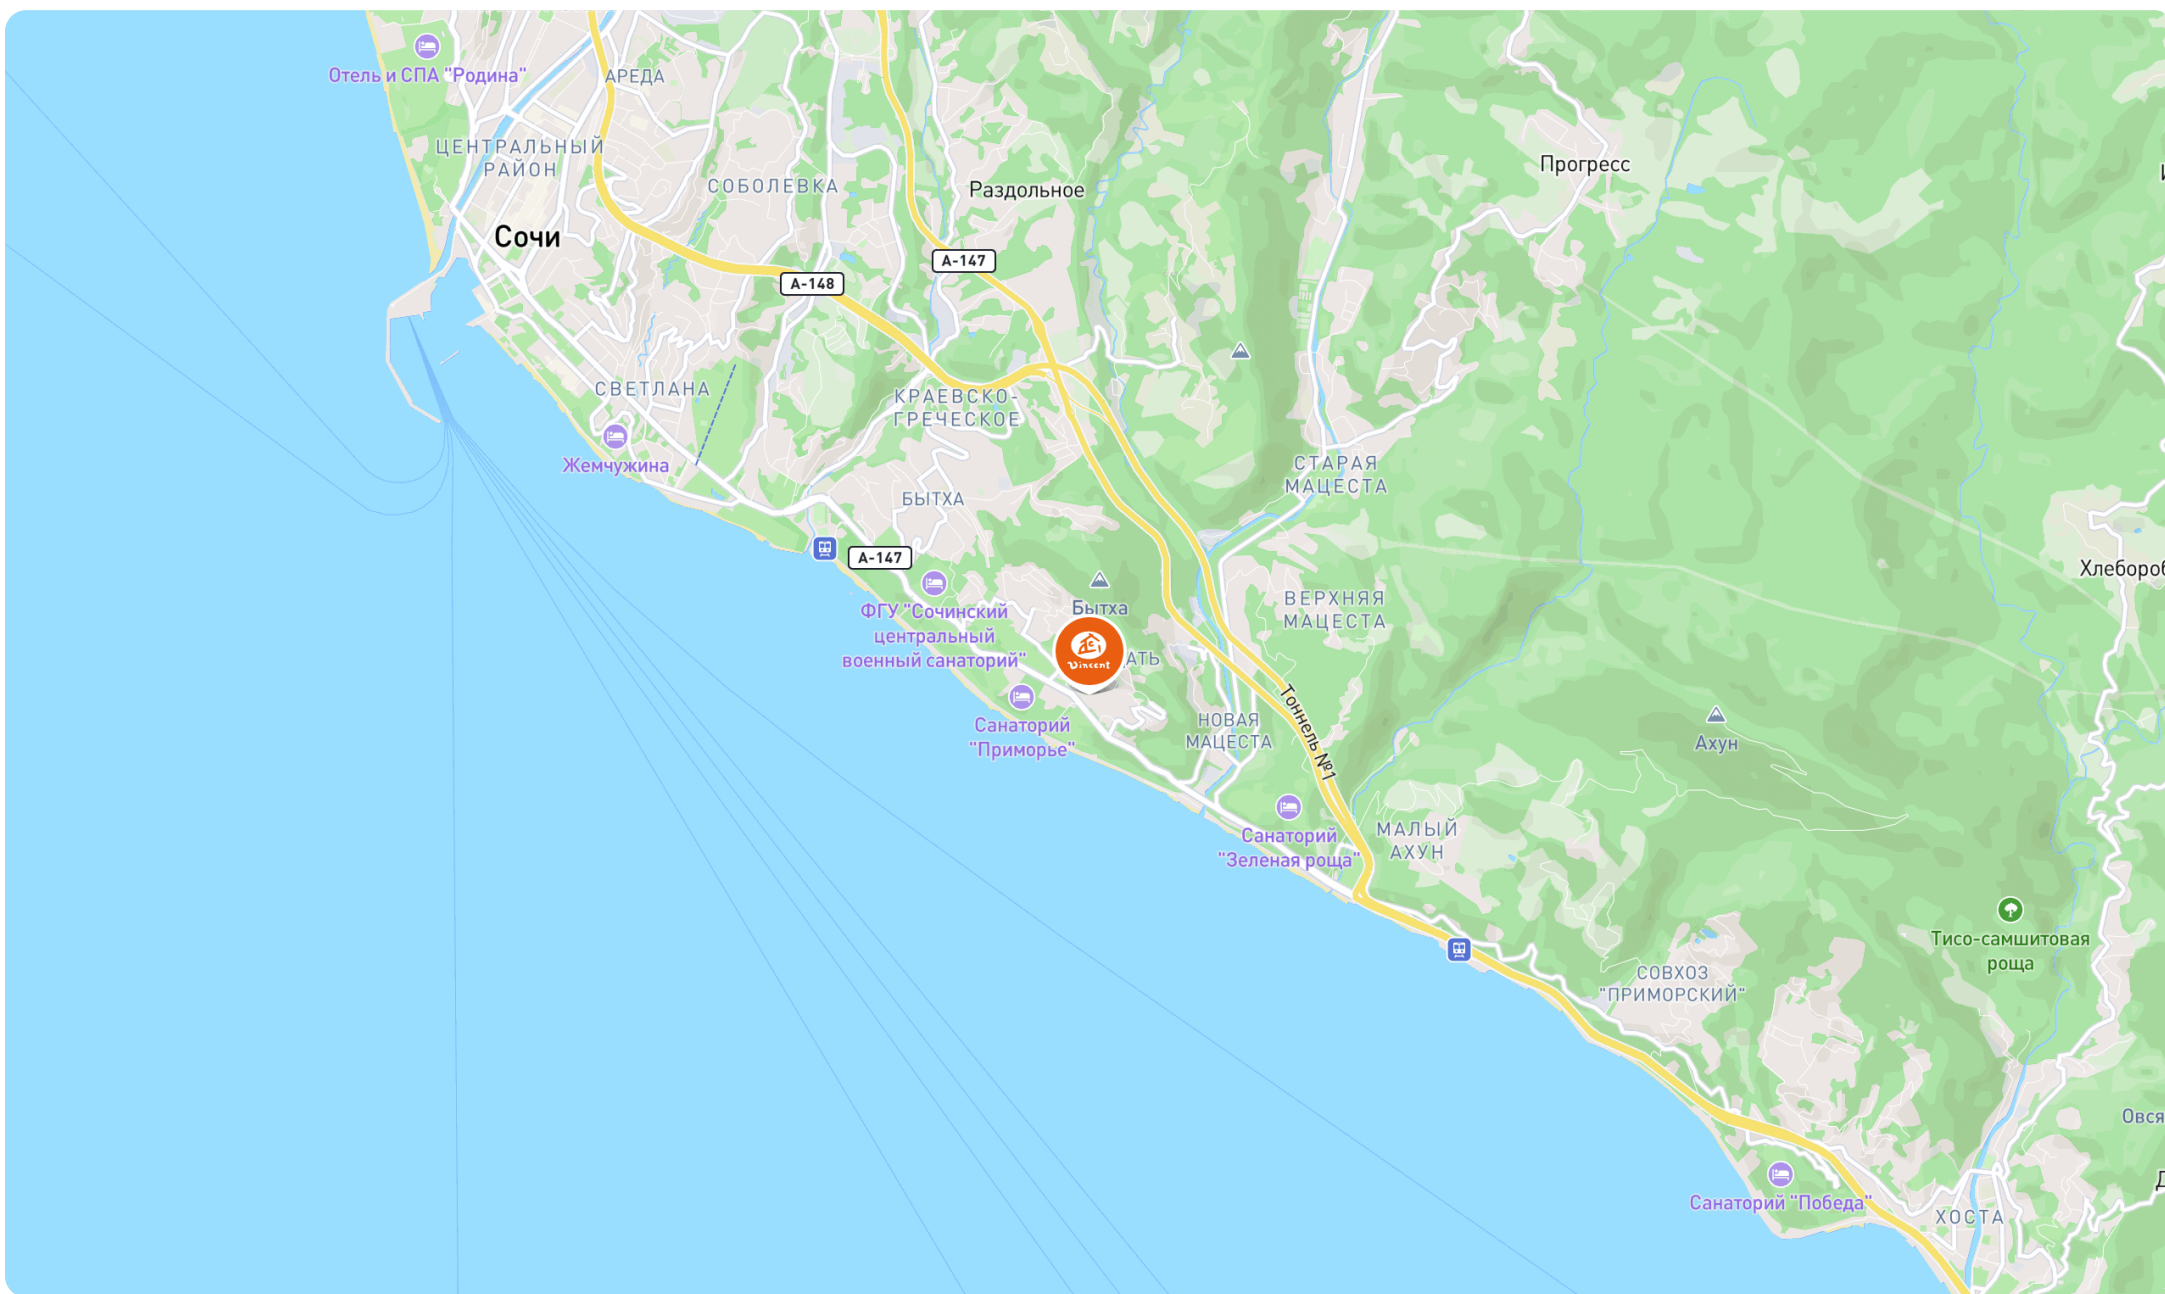 Отель и СПА "Родина"
АРЕДА
ЦЕНТРАЛЬНЫЙ
РАЙОН
СОБОЛЕВКА
Раздольное
Прогресс
Сочи
А-147
А-148
СВЕТЛАНА
КРАЕВСКО-
ГРЕЧЕСКОЕ
Жемчужина
СТАРАЯ
МАЦЕСТА
БЫТХА
А-147
Хлебороб
ФГУ "Сочинский
центральный
военный санаторий"
Бытха
ВЕРХНЯЯ
МАЦЕСТА
Vincent
АТЬ
Санаторий
"Приморье"
НОВАЯ
МАЦЕСТА
Тоннель №1
Ахун
Санаторий
"Зеленая роща"
МАЛЫЙ
АХУН
Тисо-самшитовая
роща
СОВХОЗ
"ПРИМОРСКИЙ"
Овся
Санаторий "Победа"
ХОСТА